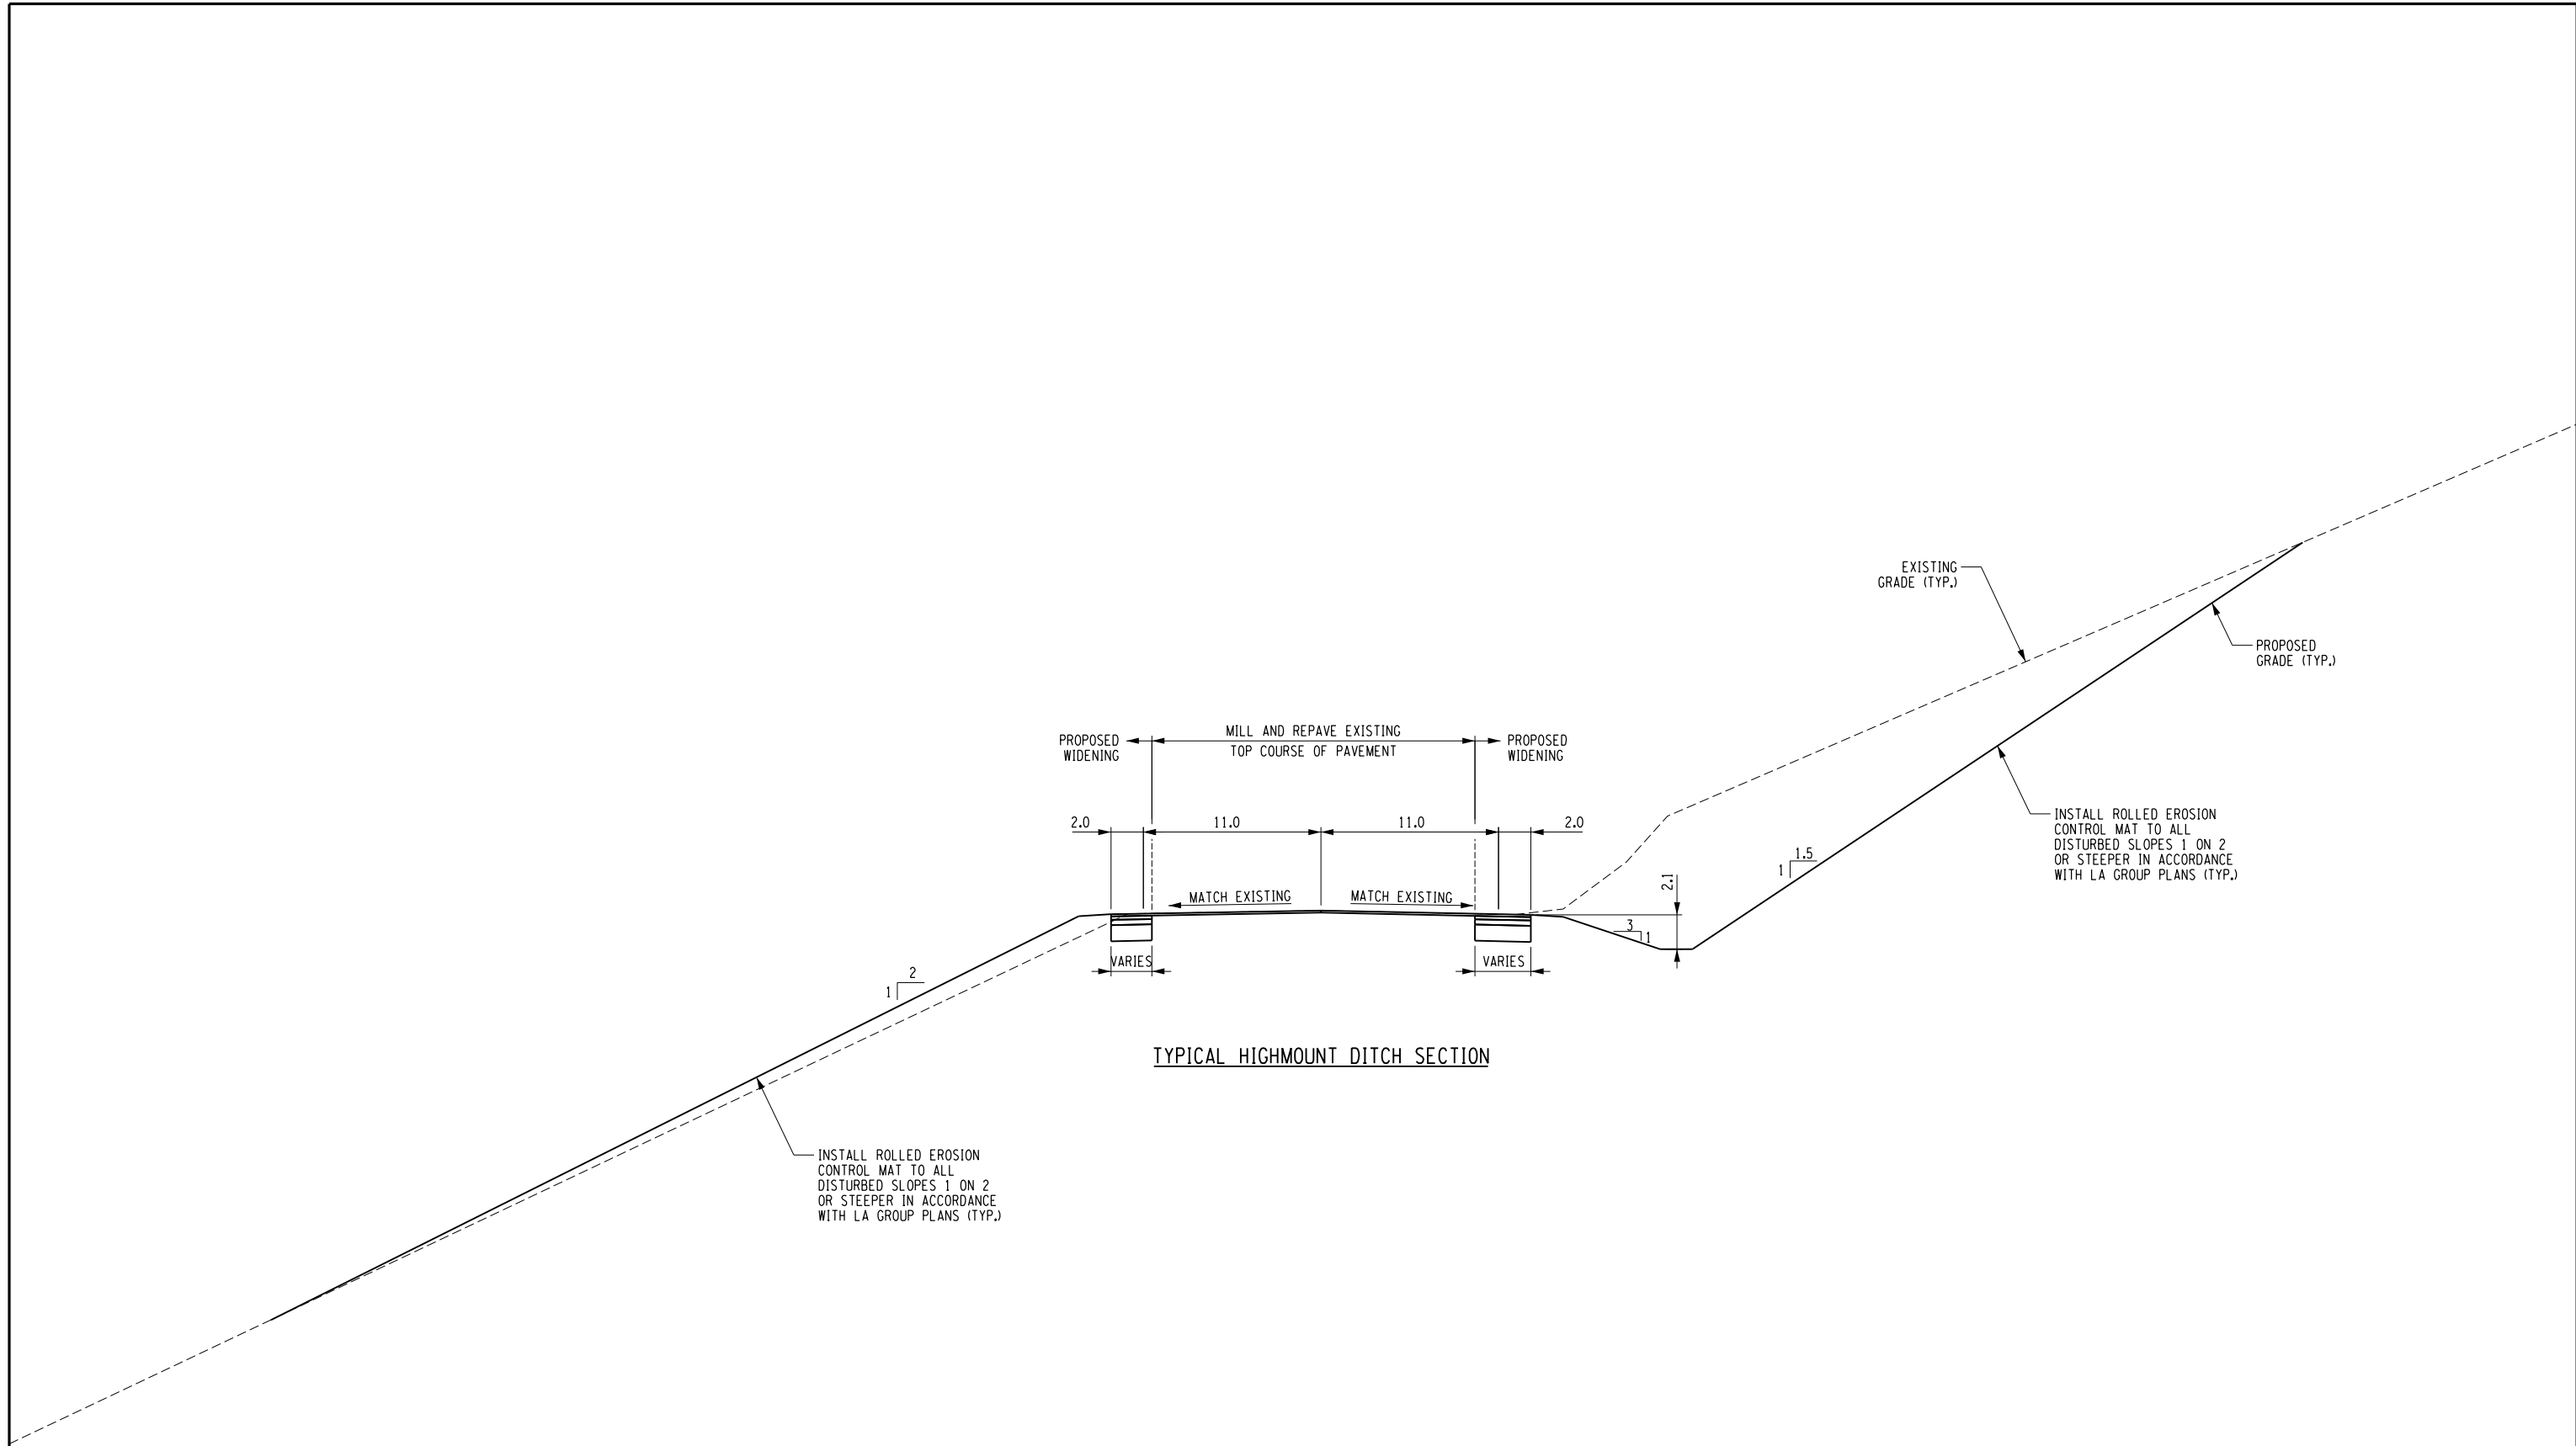 EXISTING
GRADE (TYP.)
PROPOSED
GRADE (TYP.)
PROPOSED
WIDENING
MILL AND REPAVE EXISTING
TOP COURSE OF PAVEMENT
PROPOSED
WIDENING
2.0
11.0
11.0
2.0
INSTALL ROLLED EROSION
CONTROL MAT TO ALL
DISTURBED SLOPES 1 ON 2
OR STEEPER IN ACCORDANCE
WITH LA GROUP PLANS (TYP.)
1.5
1
2.1
MATCH EXISTING
MATCH EXISTING
3
1
VARIES
VARIES
2
1
TYPICAL HIGHMOUNT DITCH SECTION
INSTALL ROLLED EROSION
CONTROL MAT TO ALL
DISTURBED SLOPES 1 ON 2
OR STEEPER IN ACCORDANCE
WITH LA GROUP PLANS (TYP.)